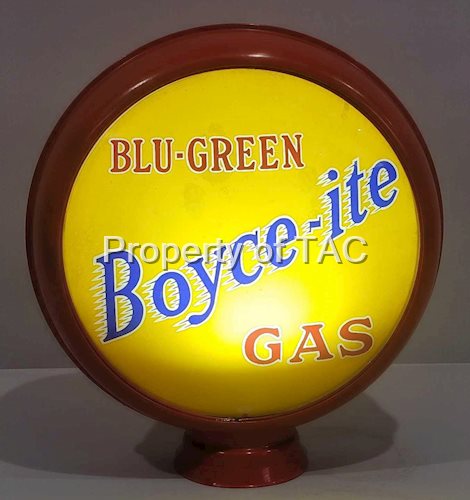 BLU-GREEN
Boyce-ite
Property of TAC
GAS